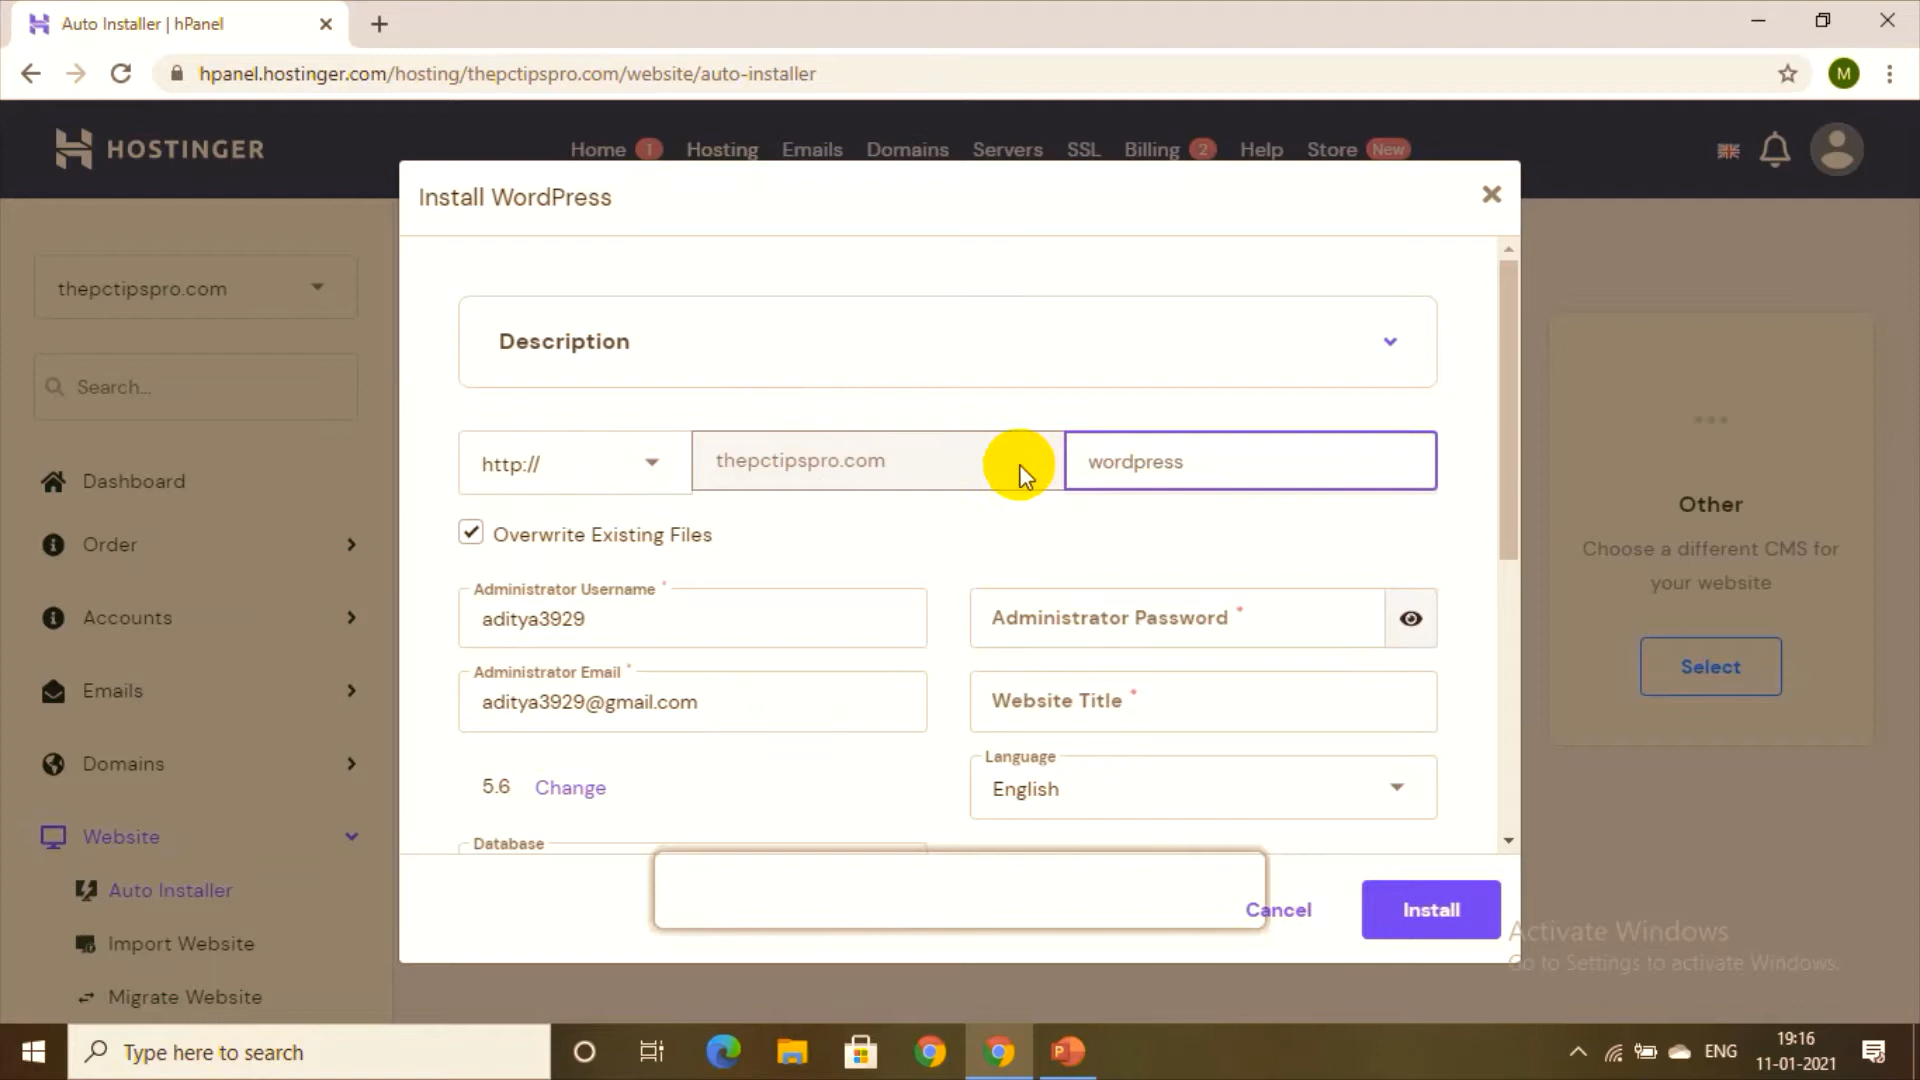 Auto Installer | hPanel
hpanel.hostinger.com/hosting/thepctipspro.com/website/auto-installer
M
HOSTINGER
Home 1 Hosting Emails Domains Servers SSL Billing 2 Help Store New
Install WordPress
thepctipspro.com
Search...
Dashboard
Order
Accounts
Emails
Domains
Website
Auto Installer
Import Website
Migrate Website
Description
http://
thepctipspro.com
wordpress
Overwrite Existing Files
Administrator Username *
aditya3929
Administrator Password *
Administrator Email *
aditya3929@gmail.com
Website Title *
5.6 Change
Language
English
Database
Cancel
Install
Other
Choose a different CMS for
your website
Select
Activate Windows
Go to Settings to activate Windows.
Type here to search
ENG
19:16
11-01-2021